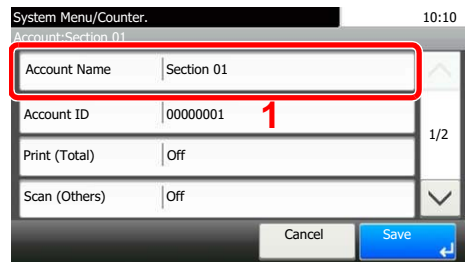 System Menu/Counter. 10:10
Account:Section 01
Account Name Section 01
Account ID 00000001 1
1/2
Print (Total) Off
Scan (Others) Off
Cancel Save